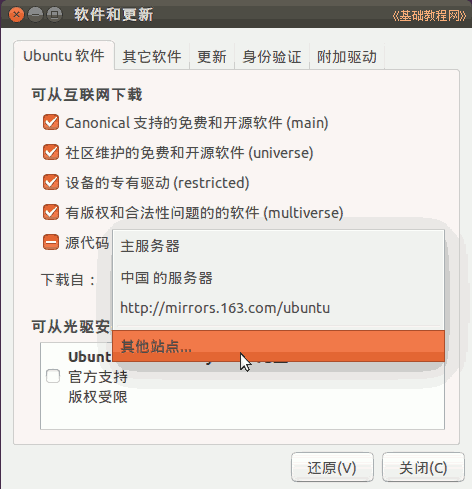 软件和更新
《基础教程网》
Ubuntu 软件 其它软件 更新 身份验证 附加驱动
可从互联网下载
Canonical 支持的免费和开源软件 (main)
社区维护的免费和开源软件 (universe)
设备的专有驱动 (restricted)
有版权和合法性问题的的软件 (multiverse)
源代码
下载自：
主服务器
中国 的服务器
http://mirrors.163.com/ubuntu
其他站点...
可从光驱安
Ubunt
官方支持
版权受限
还原(V) 关闭(C)